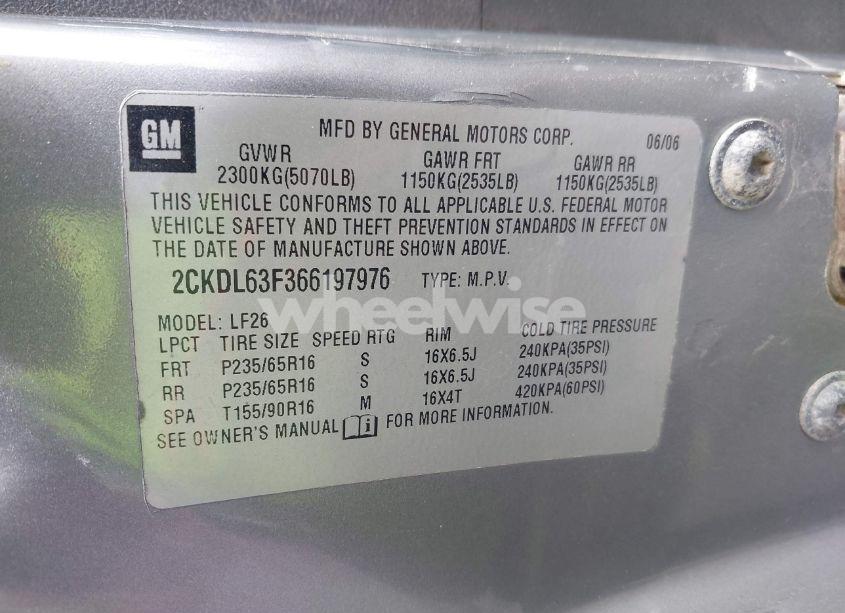 GM
MFD BY GENERAL MOTORS CORP. 06/06
GVWR GAWR FRT GAWR RR
2300KG(5070LB) 1150KG(2535LB) 1150KG(2535LB)
THIS VEHICLE CONFORMS TO ALL APPLICABLE U.S. FEDERAL MOTOR
VEHICLE SAFETY AND THEFT PREVENTION STANDARDS IN EFFECT ON
THE DATE OF MANUFACTURE SHOWN ABOVE.
2CKDL63F366197976 TYPE: M.P.V.
wheelwise
MODEL: LF26
LPCT TIRE SIZE SPEED RTG RIM COLD TIRE PRESSURE
FRT P235/65R16 S 16X6.5J 240KPA(35PSI)
RR P235/65R16 S 16X6.5J 240KPA(35PSI)
SPA T155/90R16 M 16X4T 420KPA(60PSI)
SEE OWNER'S MANUAL i FOR MORE INFORMATION.